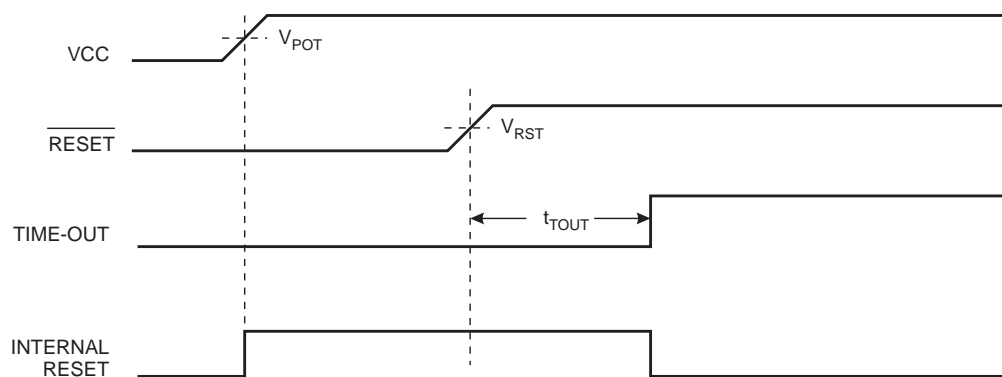 VCC
VPOT
RESET
VRST
TIME-OUT
tTOUT
INTERNAL
RESET